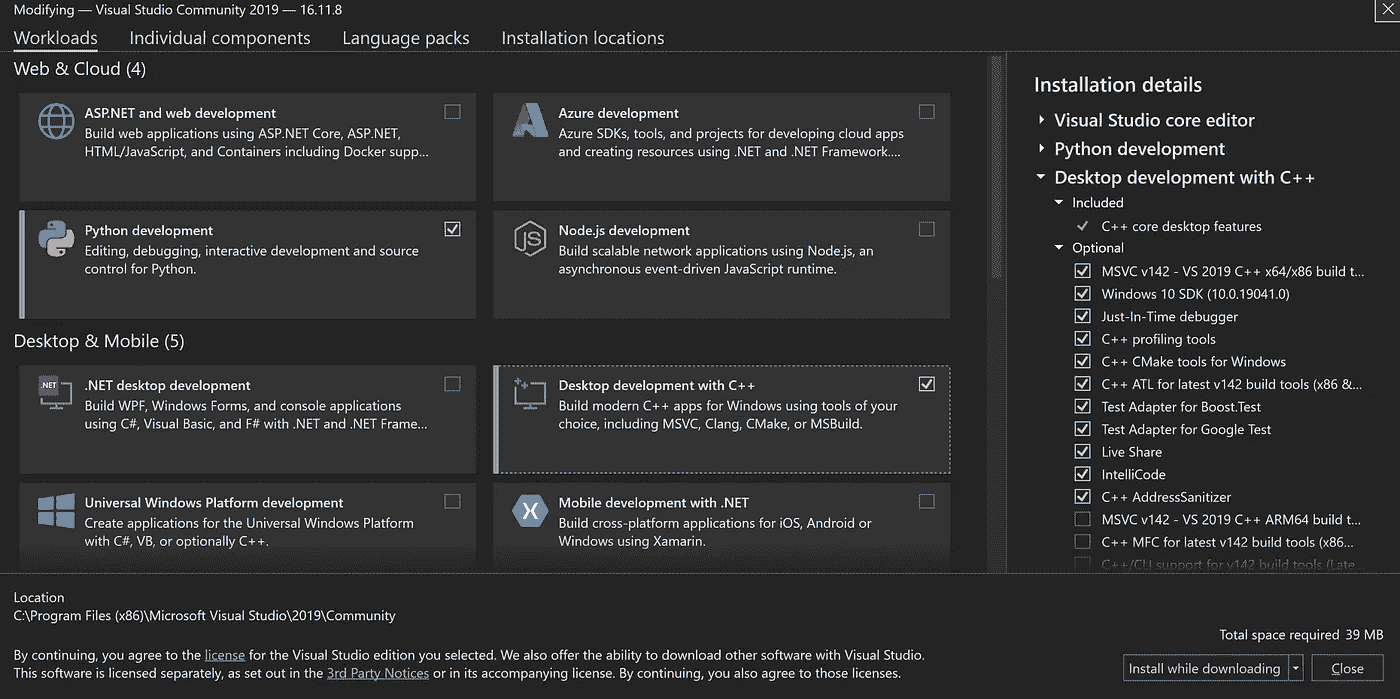 Modifying — Visual Studio Community 2019 — 16.11.8
Workloads
Individual components
Language packs
Installation locations
Web & Cloud (4)
ASP.NET and web development
Build web applications using ASP.NET Core, ASP.NET,
HTML/JavaScript, and Containers including Docker supp...
Azure development
Azure SDKs, tools, and projects for developing cloud apps
and creating resources using .NET and .NET Framework....
Python development
Editing, debugging, interactive development and source
control for Python.
JS
Node.js development
Build scalable network applications using Node.js, an
asynchronous event-driven JavaScript runtime.
Desktop & Mobile (5)
.NET
.NET desktop development
Build WPF, Windows Forms, and console applications
using C#, Visual Basic, and F# with .NET and .NET Frame...
Desktop development with C++
Build modern C++ apps for Windows using tools of your
choice, including MSVC, Clang, CMake, or MSBuild.
Universal Windows Platform development
Create applications for the Universal Windows Platform
with C#, VB, or optionally C++.
Mobile development with .NET
Build cross-platform applications for iOS, Android or
Windows using Xamarin.
Installation details
Visual Studio core editor
Python development
Desktop development with C++
Included
C++ core desktop features
Optional
MSVC v142 - VS 2019 C++ x64/x86 build t...
Windows 10 SDK (10.0.19041.0)
Just-In-Time debugger
C++ profiling tools
C++ CMake tools for Windows
C++ ATL for latest v142 build tools (x86 &...
Test Adapter for Boost.Test
Test Adapter for Google Test
Live Share
IntelliCode
C++ AddressSanitizer
MSVC v142 - VS 2019 C++ ARM64 build t...
C++ MFC for latest v142 build tools (x86...
C++/CLI support for v142 build tools (Late...
Location
C:\Program Files (x86)\Microsoft Visual Studio\2019\Community
Total space required 39 MB
By continuing, you agree to the license for the Visual Studio edition you selected. We also offer the ability to download other software with Visual Studio.
This software is licensed separately, as set out in the 3rd Party Notices or in its accompanying license. By continuing, you also agree to those licenses.
Install while downloading
Close